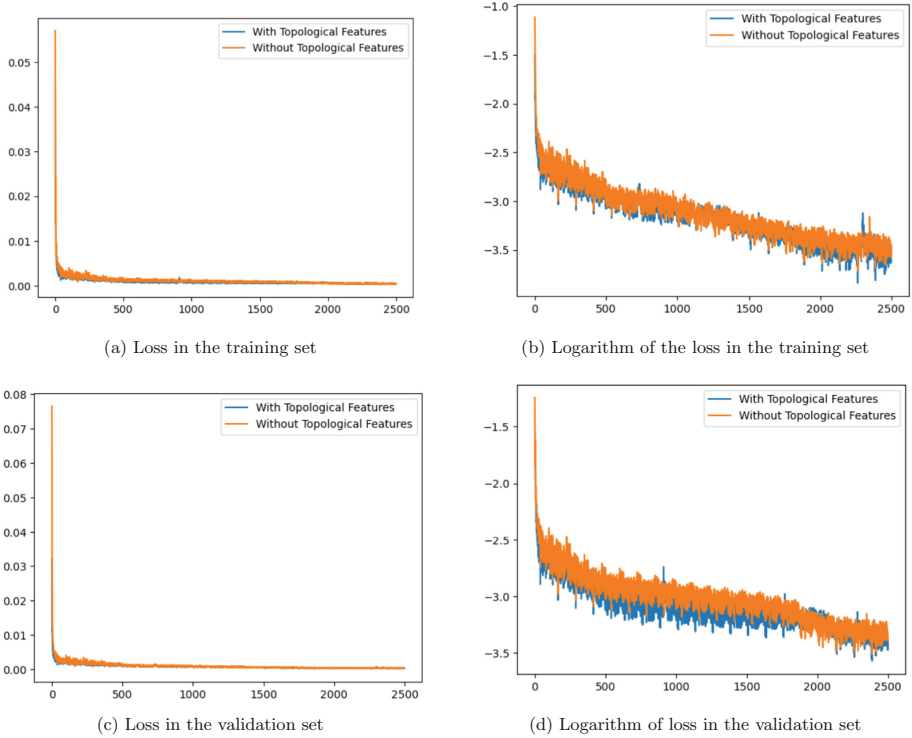 With Topological Features
Without Topological Features
0.05
0.04
0.03
0.02
0.01
0.00
0 500 1000 1500 2000 2500
(a) Loss in the training set
With Topological Features
Without Topological Features
−1.0
−1.5
−2.0
−2.5
−3.0
−3.5
0 500 1000 1500 2000 2500
(b) Logarithm of the loss in the training set
With Topological Features
Without Topological Features
0.08
0.07
0.06
0.05
0.04
0.03
0.02
0.01
0.00
0 500 1000 1500 2000 2500
(c) Loss in the validation set
With Topological Features
Without Topological Features
−1.5
−2.0
−2.5
−3.0
−3.5
0 500 1000 1500 2000 2500
(d) Logarithm of loss in the validation set